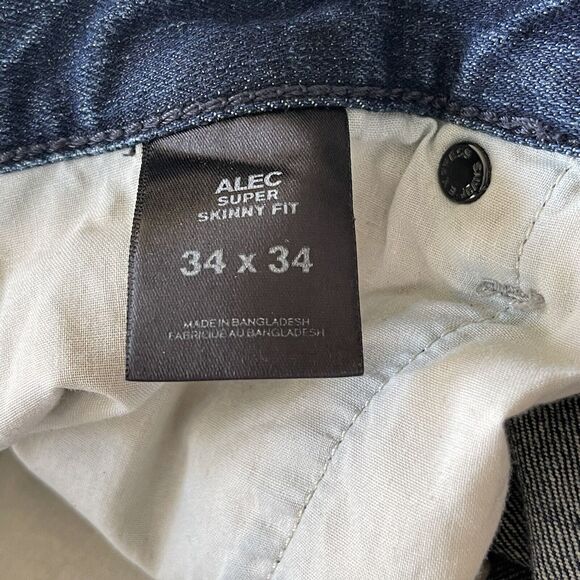 ALEC
SUPER
SKINNY FIT
34 x 34
MADE IN BANGLADESH
FABRIQUÉ AU BANGLADESH